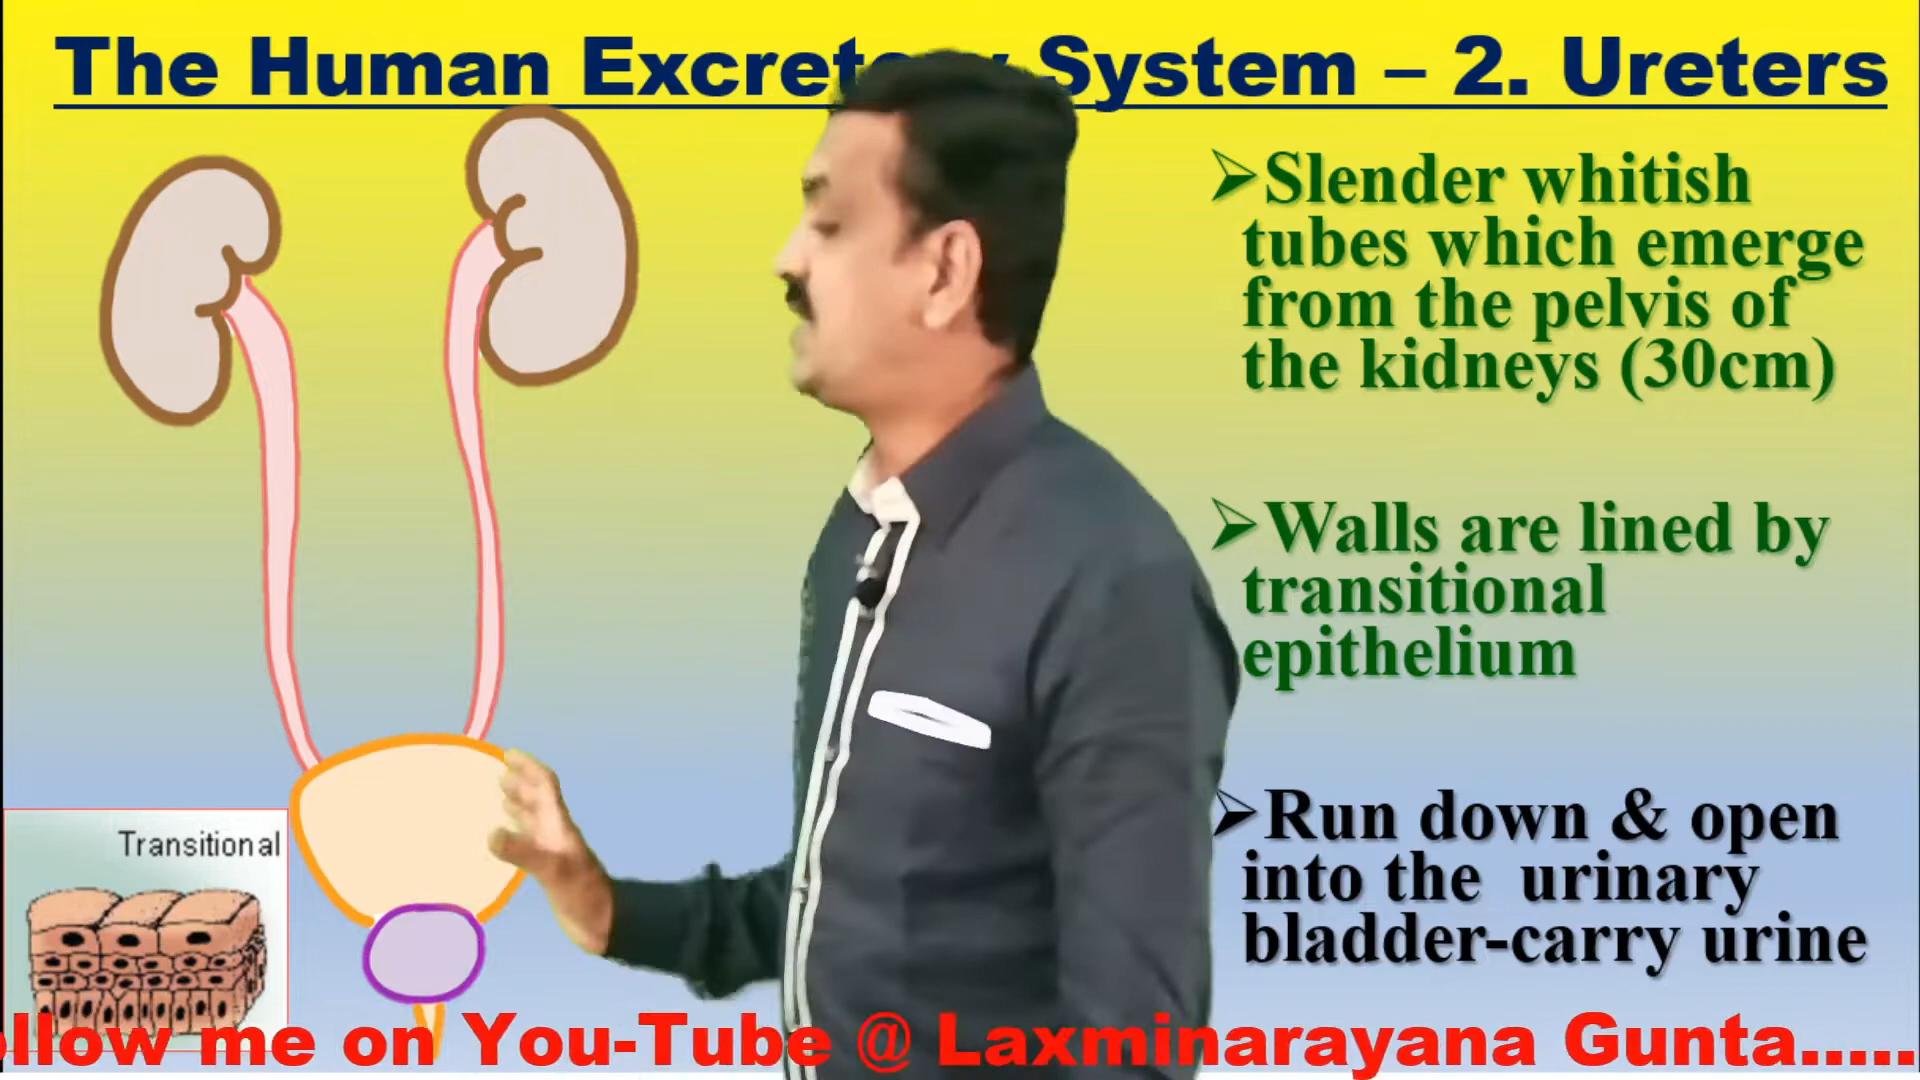 The Human Excret System – 2. Ureters
➢Slender whitish
tubes which emerge
from the pelvis of
the kidneys (30cm)
➢Walls are lined by
transitional
epithelium
➢Run down & open
into the urinary
bladder-carry urine
Transitional
ollow me on You-Tube @ Laxminarayana Gunta.....